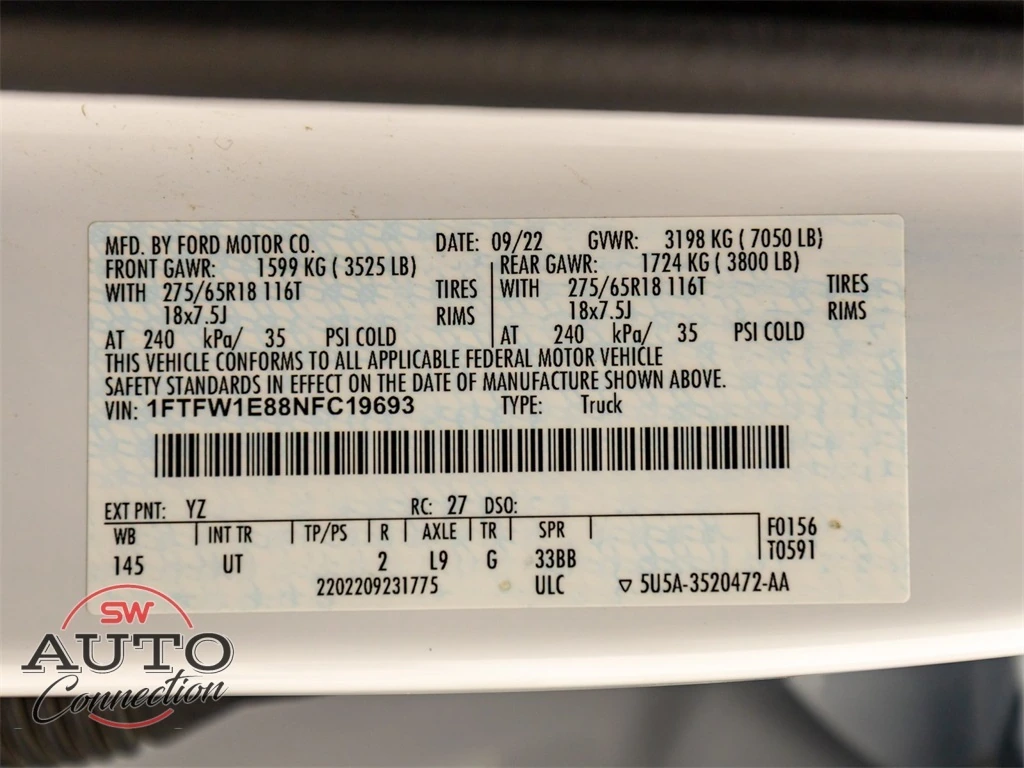 MFD. BY FORD MOTOR CO. DATE: 09/22 GVWR: 3198 KG ( 7050 LB)
FRONT GAWR: 1599 KG ( 3525 LB) REAR GAWR: 1724 KG ( 3800 LB)
WITH 275/65R18 116T TIRES WITH 275/65R18 116T TIRES
18x7.5J RIMS 18x7.5J RIMS
AT 240 kPa/ 35 PSI COLD AT 240 kPa/ 35 PSI COLD
THIS VEHICLE CONFORMS TO ALL APPLICABLE FEDERAL MOTOR VEHICLE
SAFETY STANDARDS IN EFFECT ON THE DATE OF MANUFACTURE SHOWN ABOVE.
VIN: 1FTFW1E88NFC19693 TYPE: Truck
EXT PNT: YZ RC: 27 DSO:
WB INT TR TP/PS R AXLE TR SPR F0156
145 UT 2 L9 G 33BB T0591
2202209231775 ULC ▽ 5U5A-3520472-AA
SW
AUTO
Connection